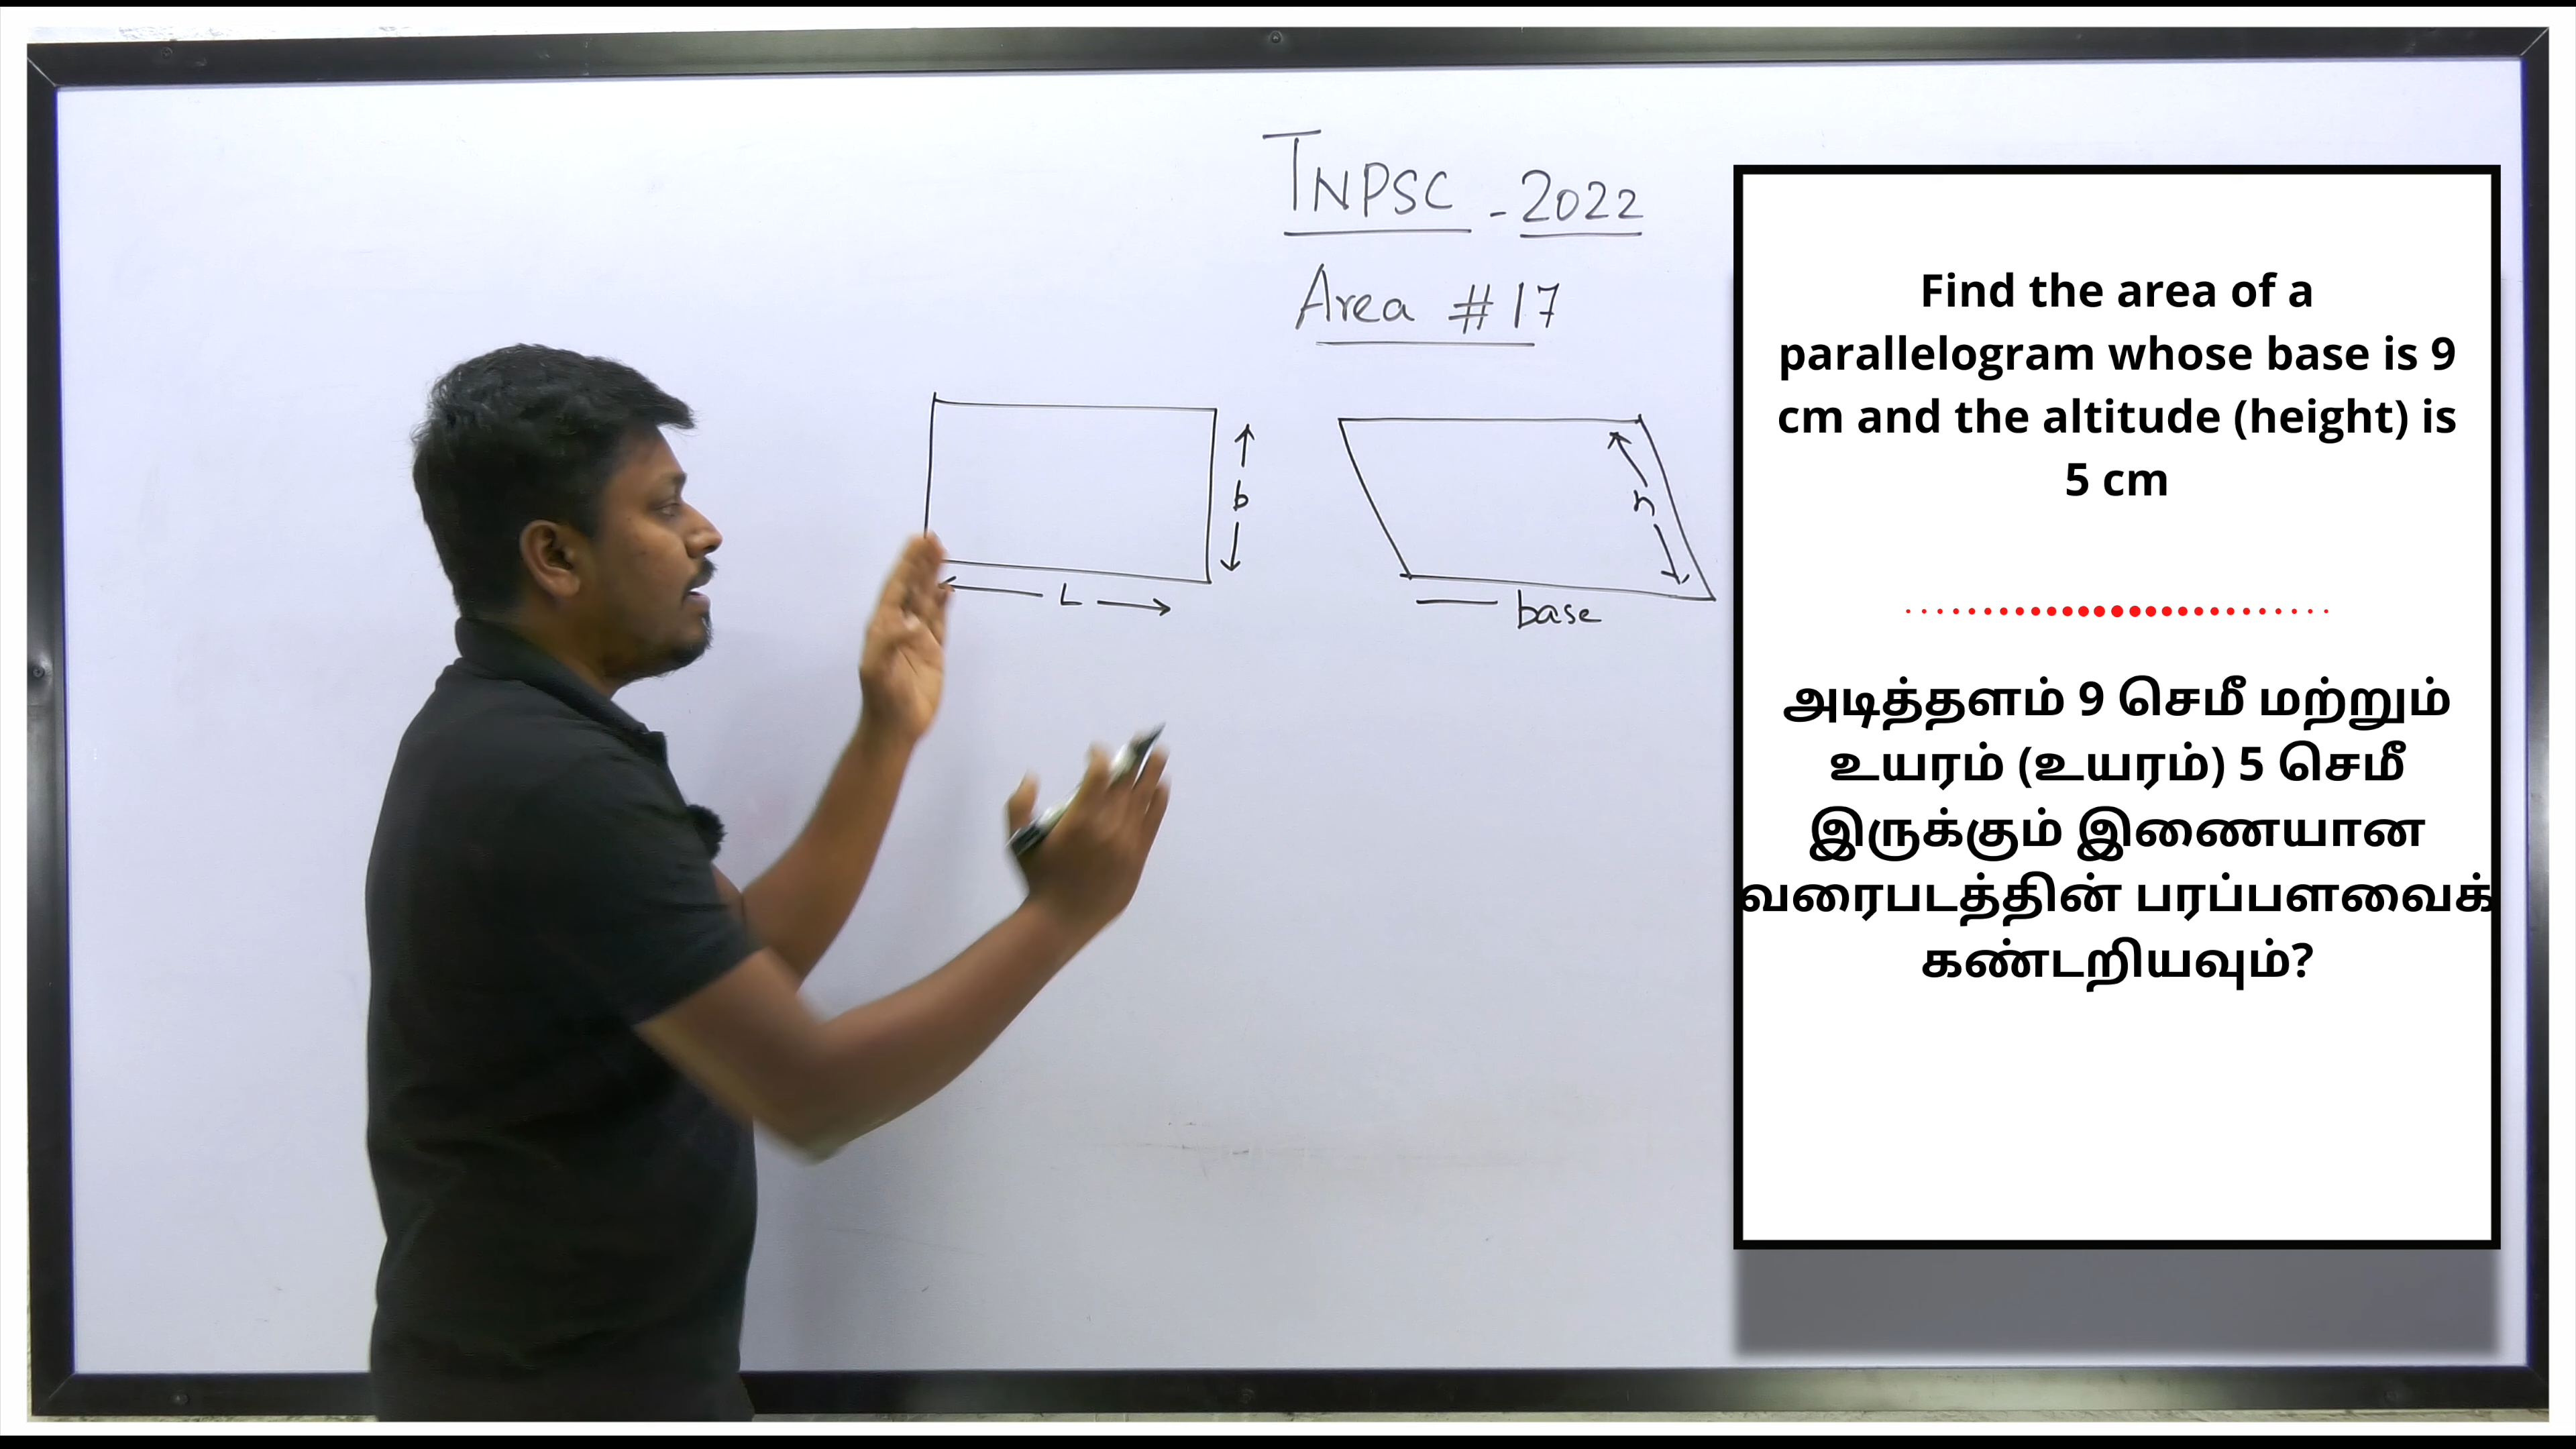 TNPSC - 2022
Area # 17
b
L
h
base
Find the area of a
parallelogram whose base is 9
cm and the altitude (height) is
5 cm
அடித்தளம் 9 செமீ மற்றும்
உயரம் (உயரம்) 5 செமீ
இருக்கும் இணையான
வரைபடத்தின் பரப்பளவைக்
கண்டறியவும்?